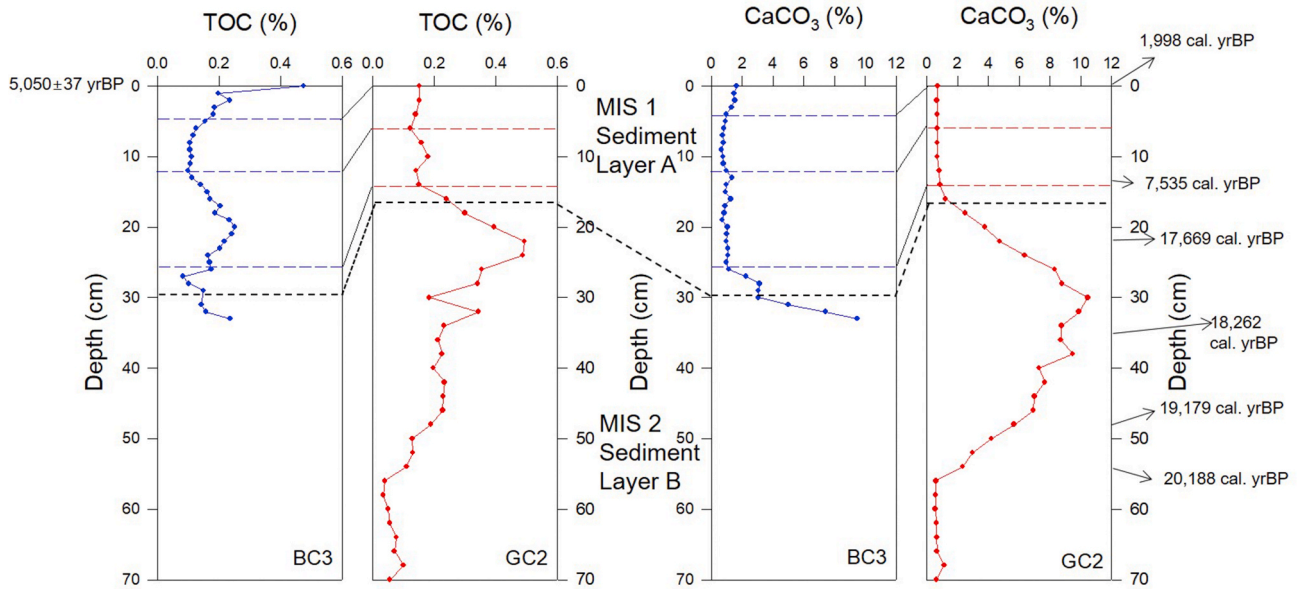 TOC (%)
TOC (%)
CaCO3 (%)
CaCO3 (%)
1,998 cal. yrBP
0.0 0.2 0.4 0.6
0.0 0.2 0.4 0.6
0 2 4 6 8 10 12
0 2 4 6 8 10 12
5,050±37 yrBP
0
10
20
30
40
50
60
70
Depth (cm)
BC3
0
10
20
30
40
50
60
70
Depth (cm)
GC2
MIS 1
Sediment
Layer A
MIS 2
Sediment
Layer B
0
10
20
30
40
50
60
70
BC3
0
10
20
30
40
50
60
70
Depth (cm)
GC2
7,535 cal. yrBP
17,669 cal. yrBP
18,262
cal. yrBP
19,179 cal. yrBP
20,188 cal. yrBP